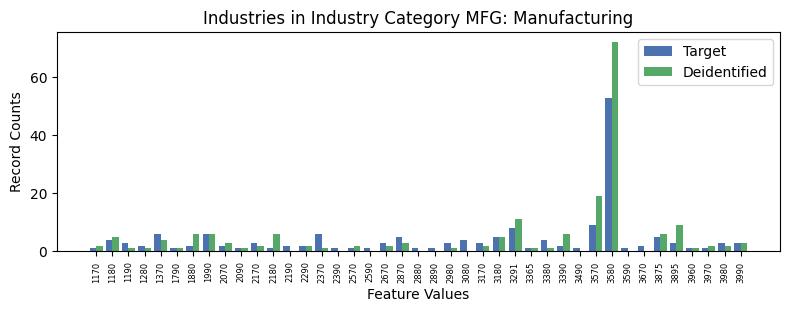 Industries in Industry Category MFG: Manufacturing
Target
Deidentified
Record Counts
60
40
20
0
1170 1180 1190 1280 1370 1790 1880 1990 2070 2090 2170 2180 2190 2290 2370 2390 2570 2590 2670 2870 2880 2890 2980 3080 3170 3180 3291 3365 3380 3390 3490 3570 3580 3590 3670 3875 3895 3960 3970 3980 3990
Feature Values